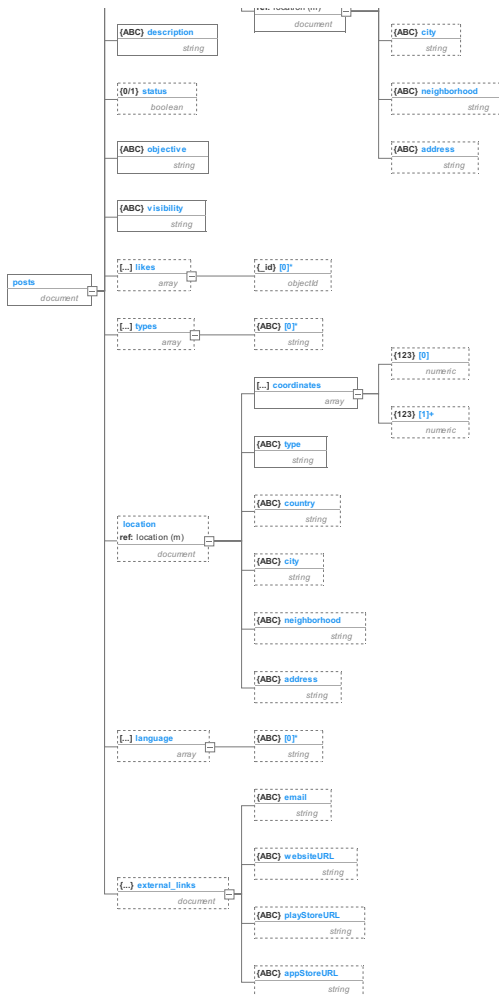 ref: location (m)
document
{ABC} description
string
{ABC} city
string
{0/1} status
boolean
{ABC} neighborhood
string
{ABC} objective
string
{ABC} address
string
{ABC} visibility
string
[...] likes
array
{_id} [0]*
objectId
posts
document
[...] types
array
{ABC} [0]*
string
{123} [0]
numeric
[...] coordinates
array
{123} [1]+
numeric
{ABC} type
string
{ABC} country
string
location
ref: location (m)
document
{ABC} city
string
{ABC} neighborhood
string
{ABC} address
string
[...] language
array
{ABC} [0]*
string
{ABC} email
string
{ABC} websiteURL
string
{...} external_links
document
{ABC} playStoreURL
string
{ABC} appStoreURL
string